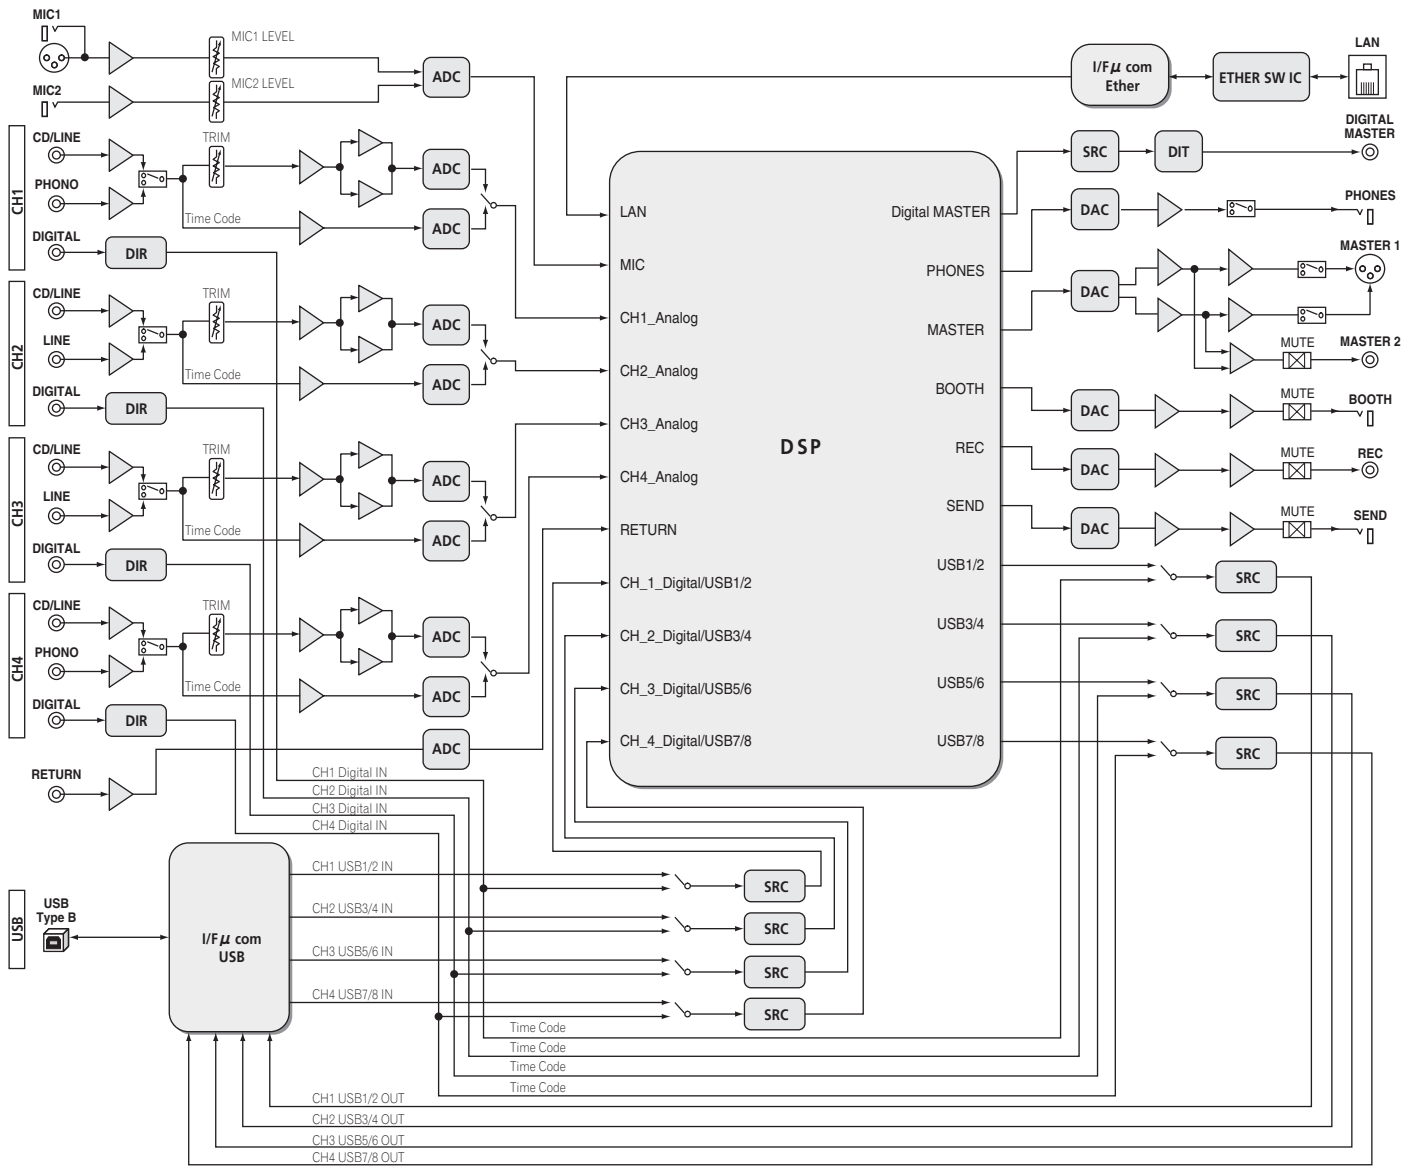 MIC1
MIC1 LEVEL
ADC
MIC2 LEVEL
MIC2
CH1
CD/LINE
TRIM
ADC
PHONO
Time Code
ADC
DIGITAL
DIR
CH2
CD/LINE
TRIM
ADC
LINE
Time Code
ADC
DIGITAL
DIR
CH3
CD/LINE
TRIM
ADC
LINE
Time Code
ADC
DIGITAL
DIR
CH4
CD/LINE
TRIM
ADC
PHONO
Time Code
ADC
DIGITAL
DIR
ADC
RETURN
CH1 Digital IN
CH2 Digital IN
CH3 Digital IN
CH4 Digital IN
DSP
LAN
MIC
CH1_Analog
CH2_Analog
CH3_Analog
CH4_Analog
RETURN
CH_1_Digital/USB1/2
CH_2_Digital/USB3/4
CH_3_Digital/USB5/6
CH_4_Digital/USB7/8
Digital MASTER
PHONES
MASTER
BOOTH
REC
SEND
USB1/2
USB3/4
USB5/6
USB7/8
I/F μ com
Ether
ETHER SW IC
LAN
SRC
DIT
DIGITAL
MASTER
DAC
PHONES
DAC
MASTER 1
MUTE
MASTER 2
DAC
MUTE
BOOTH
DAC
MUTE
REC
DAC
MUTE
SEND
SRC
SRC
SRC
SRC
USB
USB
Type B
I/F μ com
USB
CH1 USB1/2 IN
SRC
CH2 USB3/4 IN
SRC
CH3 USB5/6 IN
SRC
CH4 USB7/8 IN
SRC
Time Code
Time Code
Time Code
Time Code
CH1 USB1/2 OUT
CH2 USB3/4 OUT
CH3 USB5/6 OUT
CH4 USB7/8 OUT